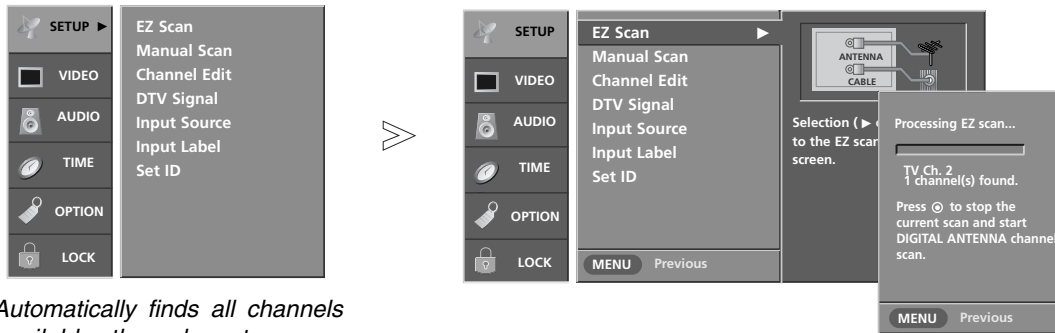 SETUP ►
VIDEO
AUDIO
TIME
OPTION
LOCK
EZ Scan
Manual Scan
Channel Edit
DTV Signal
Input Source
Input Label
Set ID
SETUP
VIDEO
AUDIO
TIME
OPTION
LOCK
EZ Scan ►
Manual Scan
Channel Edit
DTV Signal
Input Source
Input Label
Set ID
MENU Previous
ANTENNA
CABLE
Selection ( ►
to the EZ scan
screen.
Processing EZ scan...
TV Ch. 2
1 channel(s) found.
Press ⊙ to stop the
current scan and start
DIGITAL ANTENNA channel
scan.
MENU Previous
Automatically finds all channels